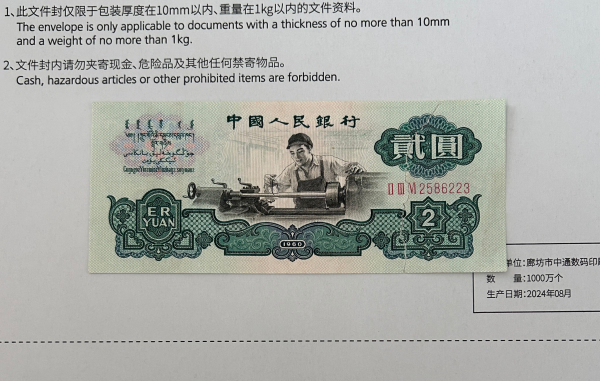 1、此文件封仅限于包装厚度在10mm以内、重量在1kg以内的文件资料。
The envelope is only applicable to documents with a thickness of no more than 10mm
and a weight of no more than 1kg.
2、文件封内请勿夹寄现金、危险品及其他任何禁寄物品。
Cash, hazardous articles or other prohibited items are forbidden.
中國人民銀行
貳圓
II III M 2586223
ER
YUAN
2
1960
单位：廊坊市中通数码印刷
数 量：1000万个
生产日期：2024年08月